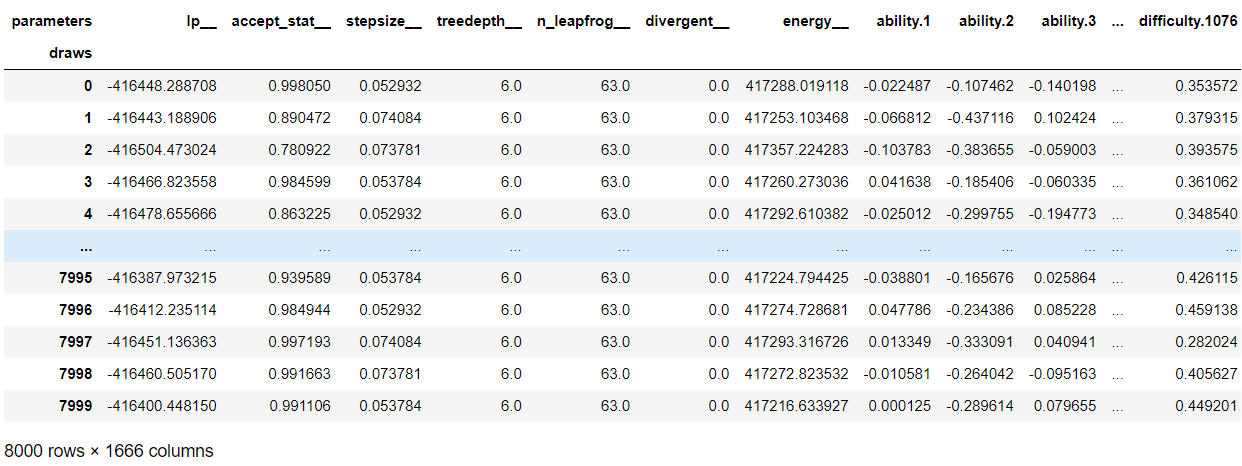 parameters lp__ accept_stat__ stepsize__ treedepth__ n_leapfrog__ divergent__ energy__ ability.1 ability.2 ability.3 ... difficulty.1076
draws
0 -416448.288708 0.998050 0.052932 6.0 63.0 0.0 417288.019118 -0.022487 -0.107462 -0.140198 ... 0.353572
1 -416443.188906 0.890472 0.074084 6.0 63.0 0.0 417253.103468 -0.066812 -0.437116 0.102424 ... 0.379315
2 -416504.473024 0.780922 0.073781 6.0 63.0 0.0 417357.224283 -0.103783 -0.383655 -0.059003 ... 0.393575
3 -416466.823558 0.984599 0.053784 6.0 63.0 0.0 417260.273036 0.041638 -0.185406 -0.060335 ... 0.361062
4 -416478.655666 0.863225 0.052932 6.0 63.0 0.0 417292.610382 -0.025012 -0.299755 -0.194773 ... 0.348540
... ... ... ... ... ... ... ... ... ... ... ... ...
7995 -416387.973215 0.939589 0.053784 6.0 63.0 0.0 417224.794425 -0.038801 -0.165676 0.025864 ... 0.426115
7996 -416412.235114 0.984944 0.052932 6.0 63.0 0.0 417274.728681 0.047786 -0.234386 0.085228 ... 0.459138
7997 -416451.136363 0.997193 0.074084 6.0 63.0 0.0 417293.316726 0.013349 -0.333091 0.040941 ... 0.282024
7998 -416460.505170 0.991663 0.073781 6.0 63.0 0.0 417272.823532 -0.010581 -0.264042 -0.095163 ... 0.405627
7999 -416400.448150 0.991106 0.053784 6.0 63.0 0.0 417216.633927 0.000125 -0.289614 0.079655 ... 0.449201
8000 rows × 1666 columns